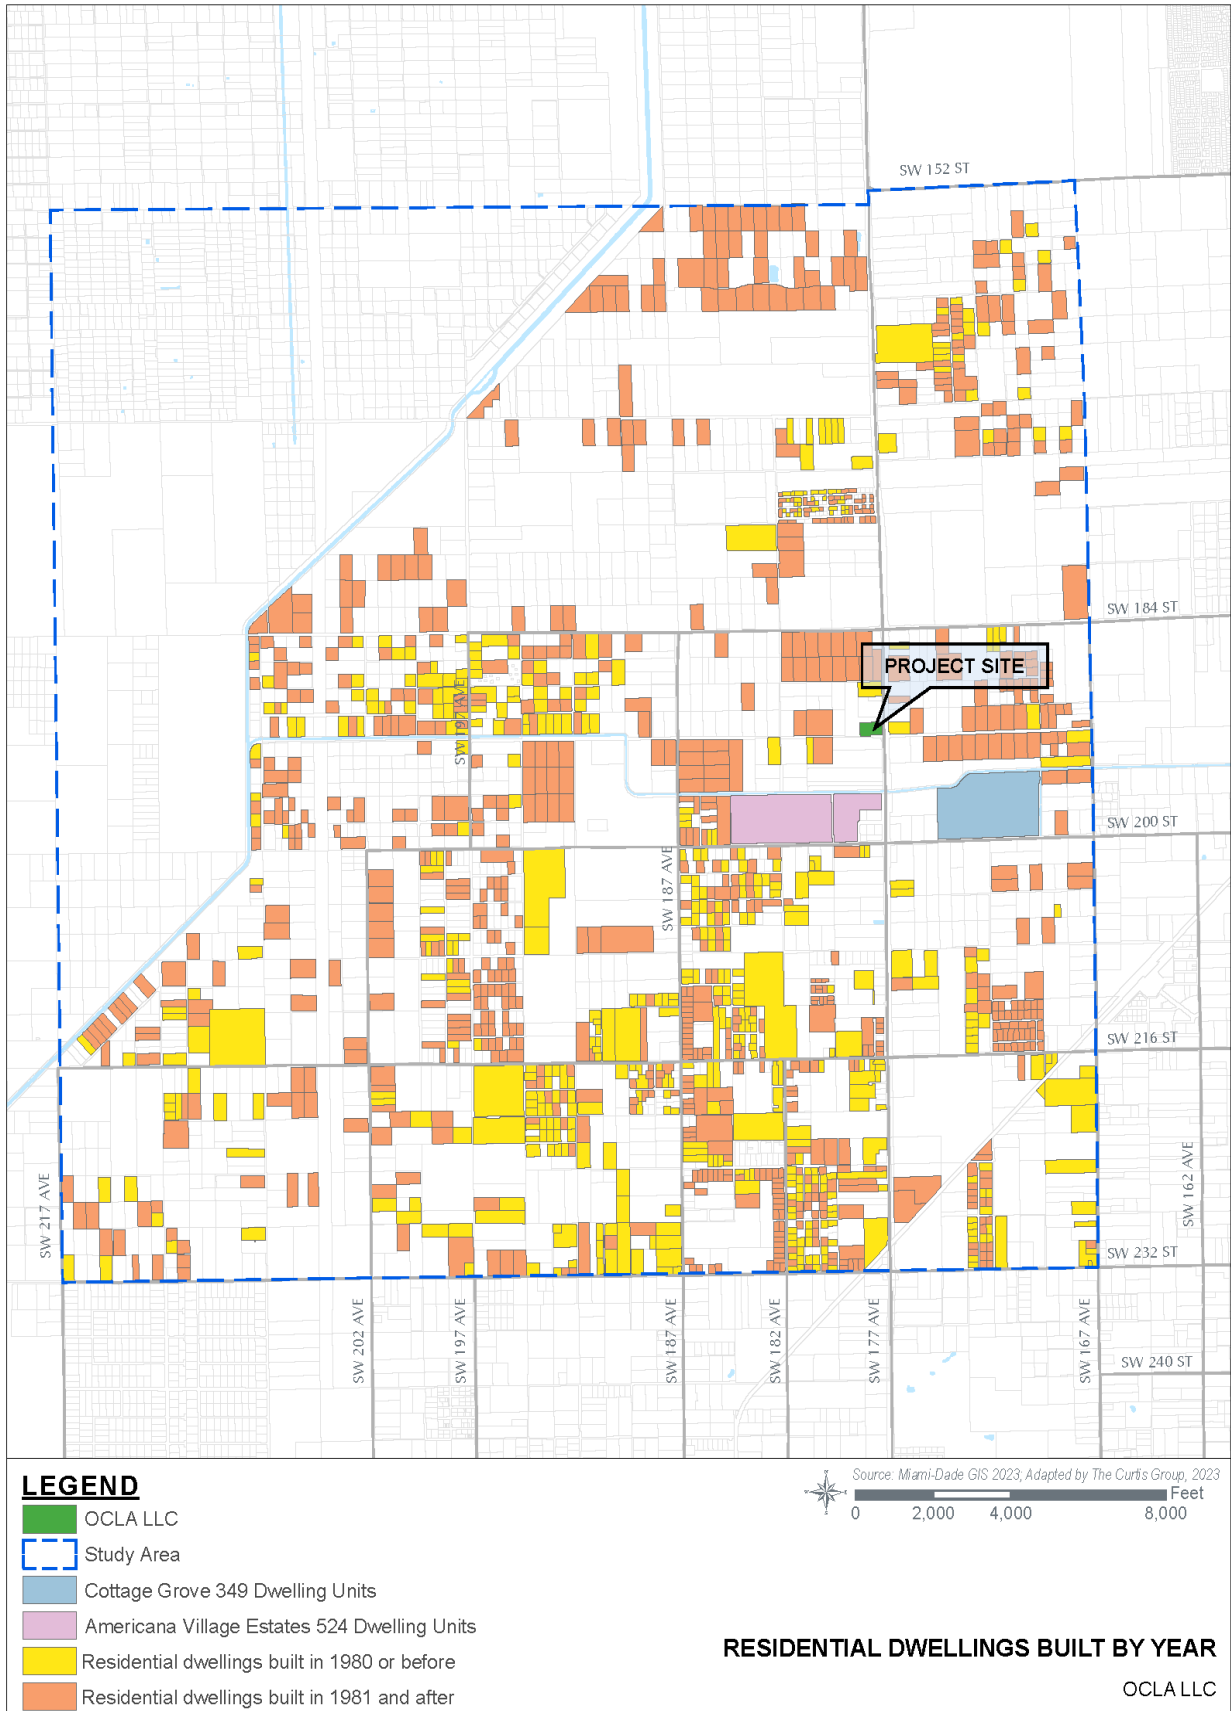 SW 152 ST
SW 184 ST
PROJECT SITE
SW 197 AVE
SW 200 ST
SW 187 AVE
SW 216 ST
SW 217 AVE
SW 162 AVE
SW 232 ST
SW 202 AVE
SW 197 AVE
SW 187 AVE
SW 182 AVE
SW 177 AVE
SW 167 AVE
SW 240 ST
LEGEND
OCLA LLC
Study Area
Cottage Grove 349 Dwelling Units
Americana Village Estates 524 Dwelling Units
Residential dwellings built in 1980 or before
Residential dwellings built in 1981 and after
Source: Miami-Dade GIS 2023, Adapted by The Curtis Group, 2023
Feet
0 2,000 4,000 8,000
RESIDENTIAL DWELLINGS BUILT BY YEAR
OCLA LLC